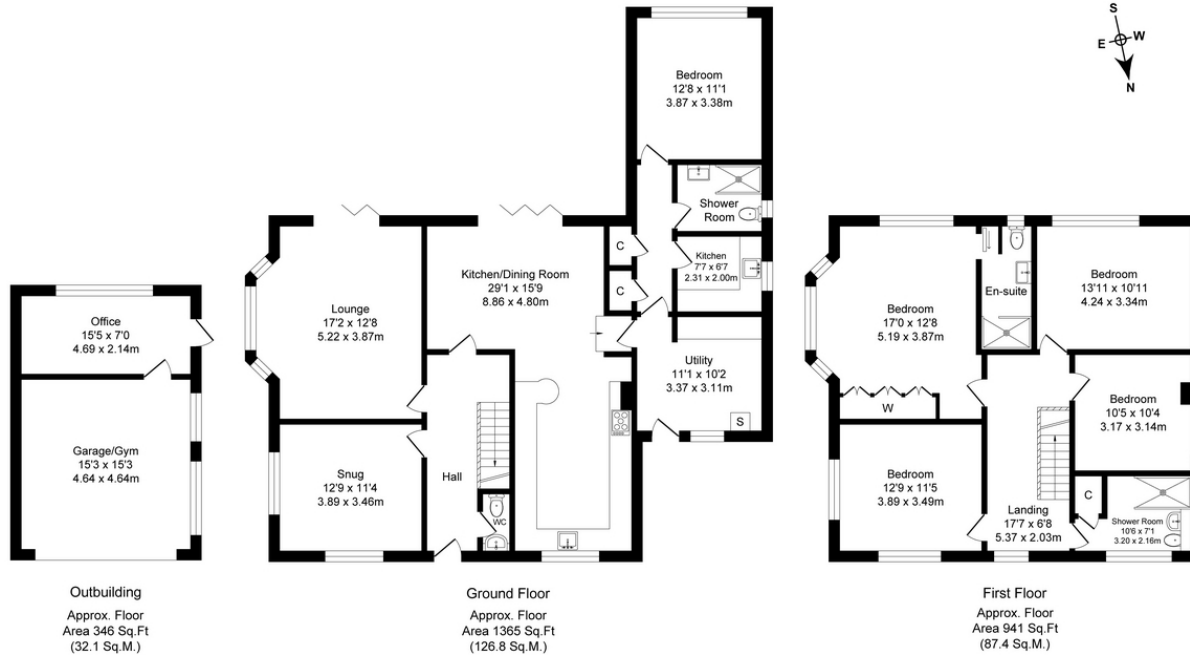 S
E
W
N
Bedroom
12'8 x 11'1
3.87 x 3.38m
Shower
Room
Kitchen
7'7 x 6'7
2.31 x 2.00m
C
C
Kitchen/Dining Room
29'1 x 15'9
8.86 x 4.80m
Lounge
17'2 x 12'8
5.22 x 3.87m
Utility
11'1 x 10'2
3.37 x 3.11m
S
Snug
12'9 x 11'4
3.89 x 3.46m
Hall
WC
Office
15'5 x 7'0
4.69 x 2.14m
Garage/Gym
15'3 x 15'3
4.64 x 4.64m
Bedroom
17'0 x 12'8
5.19 x 3.87m
En-suite
Bedroom
13'11 x 10'11
4.24 x 3.34m
W
Bedroom
10'5 x 10'4
3.17 x 3.14m
Bedroom
12'9 x 11'5
3.89 x 3.49m
Landing
17'7 x 6'8
5.37 x 2.03m
C
Shower Room
10'6 x 7'1
3.20 x 2.16m
Outbuilding
Approx. Floor
Area 346 Sq.Ft
(32.1 Sq.M.)
Ground Floor
Approx. Floor
Area 1365 Sq.Ft
(126.8 Sq.M.)
First Floor
Approx. Floor
Area 941 Sq.Ft
(87.4 Sq.M.)